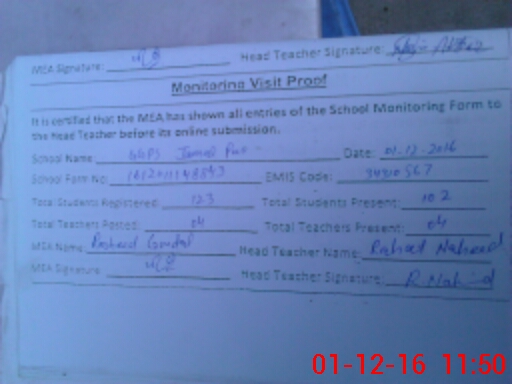 MEA Signature: Head Teacher Signature:
Monitoring Visit Proof
It is certified that the MEA has shown all entries of the School Monitoring Form to
the Head Teacher before its online submission.
School Name: GGPS Jamal Pur Date: 01-12-2016
School Form No: EMIS Code: 34310567
Total Students Registered: 123 Total Students Present: 102
Total Teachers Posted: 04 Total Teachers Present: 04
MEA Name: Rasheed Head Teacher Name: Naheed
MEA Signature: Head Teacher Signature: R.
01-12-16 11:50